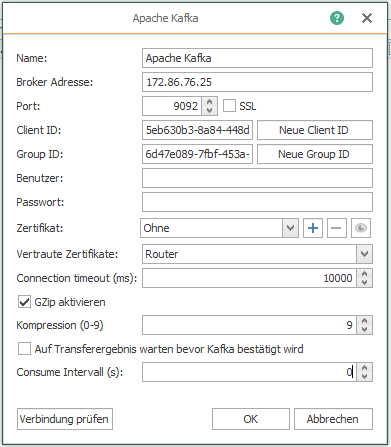 Apache Kafka
Name: Apache Kafka
Broker Adresse: 172.86.76.25
Port: 9092 SSL
Client ID: 5eb630b3-8a84-448d Neue Client ID
Group ID: 6d47e089-7fbf-453a- Neue Group ID
Benutzer:
Passwort:
Zertifikat: Ohne
Vertraute Zertifikate: Router
Connection timeout (ms): 10000
GZip aktivieren
Kompression (0-9) 9
Auf Transferergebnis warten bevor Kafka bestätigt wird
Consume Intervall (s): 0
Verbindung prüfen OK Abbrechen